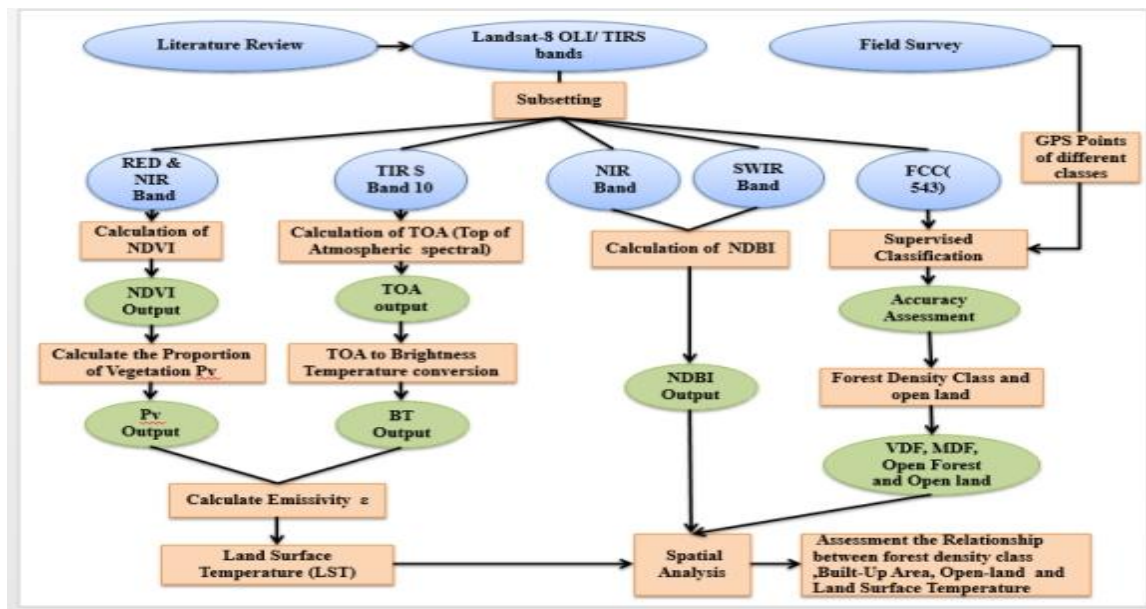 Literature Review
Landsat-8 OLI/ TIRS
bands
Field Survey
Subsetting
GPS Points
of different
classes
RED &
NIR
Band
TIR S
Band 10
NIR
Band
SWIR
Band
FCC(
543)
Calculation of
NDVI
Calculation of TOA (Top of
Atmospheric spectral)
Calculation of NDBI
Supervised
Classification
NDVI
Output
TOA
output
Accuracy
Assessment
Calculate the Proportion
of Vegetation Pv
TOA to Brightness
Temperature conversion
NDBI
Output
Forest Density Class and
open land
Pv
Output
BT
Output
VDF, MDF,
Open Forest
and Open land
Calculate Emissivity ε
Land Surface
Temperature (LST)
Spatial
Analysis
Assessment the Relationship
between forest density class
,Built-Up Area, Open-land and
Land Surface Temperature